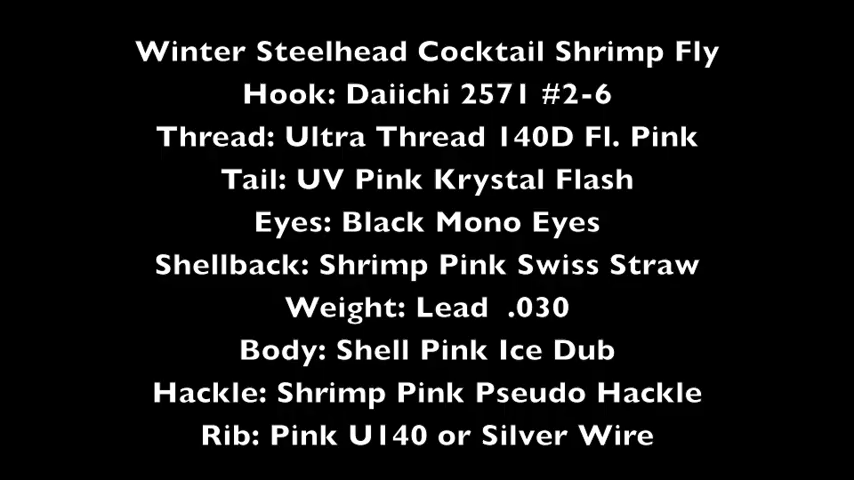 Winter Steelhead Cocktail Shrimp Fly
Hook: Daiichi 2571 #2-6
Thread: Ultra Thread 140D Fl. Pink
Tail: UV Pink Krystal Flash
Eyes: Black Mono Eyes
Shellback: Shrimp Pink Swiss Straw
Weight: Lead  .030
Body: Shell Pink Ice Dub
Hackle: Shrimp Pink Pseudo Hackle
Rib: Pink U140 or Silver Wire